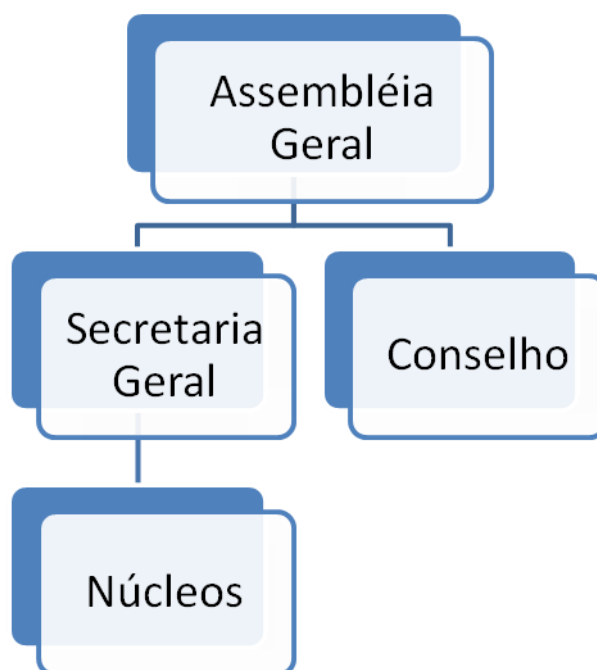 Assembléia
Geral
Secretaria
Geral
Conselho
Núcleos